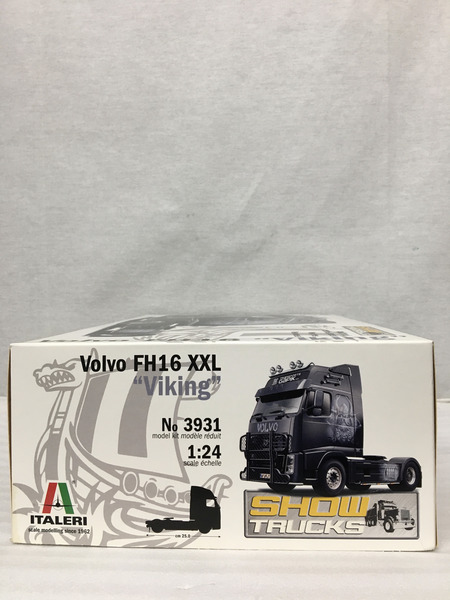 Volvo FH16 XXL
"Viking"
No 3931
model kit modèle réduit
1:24
scale échelle
VOLVO
ITALERI
scale modelling since 1962
cm 25.0
SHOW
TRUCKS